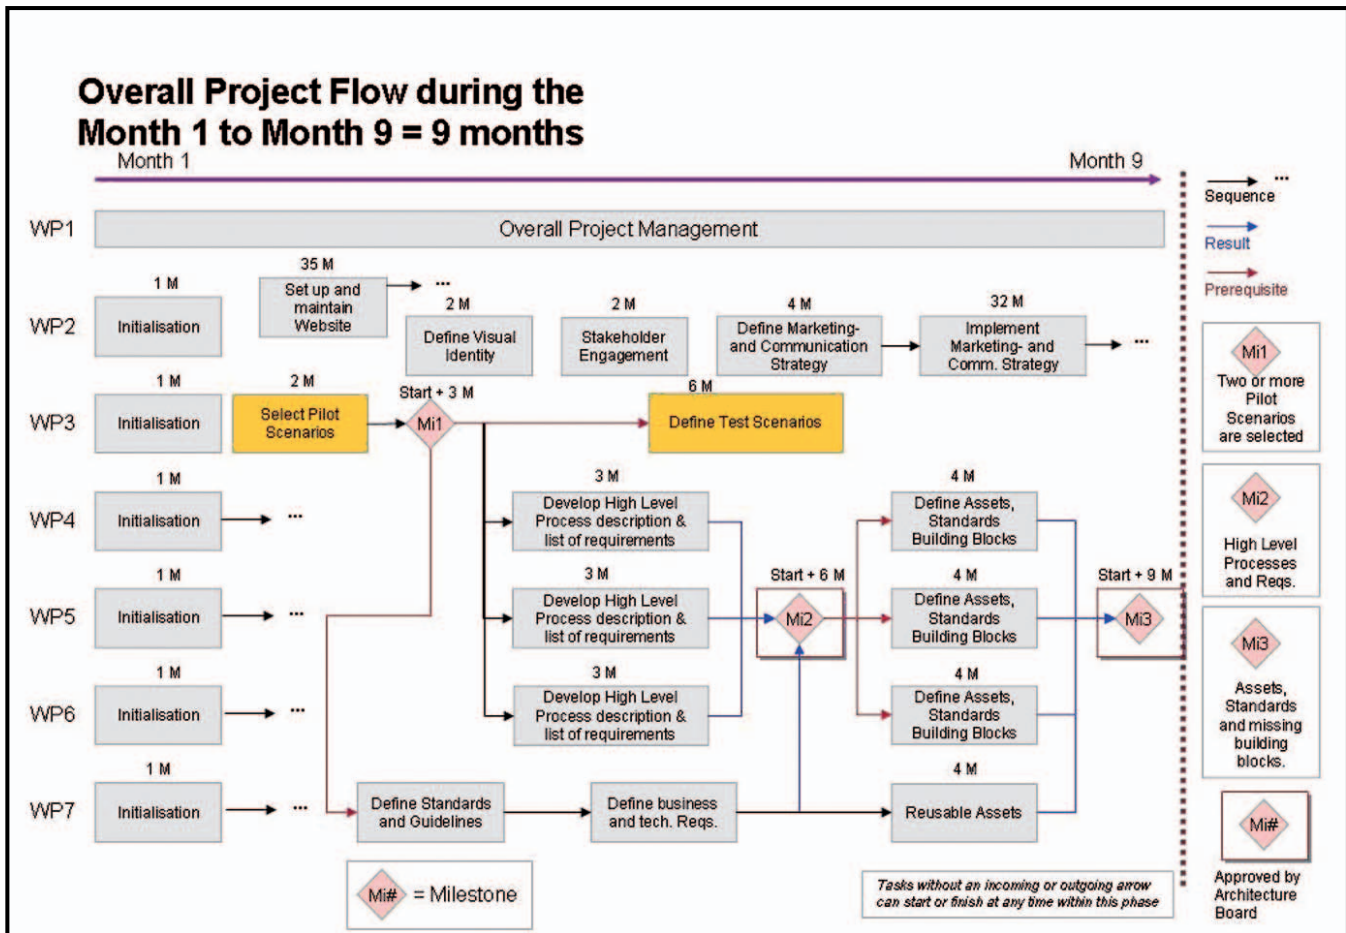 Overall Project Flow during the
Month 1 to Month 9 = 9 months
Month 1
Month 9
WP1
Overall Project Management
WP2
1 M
Initialisation
35 M
Set up and
maintain
Website
...
2 M
Define Visual
Identity
2 M
Stakeholder
Engagement
4 M
Define Marketing-
and Communication
Strategy
32 M
Implement
Marketing- and
Comm. Strategy
...
WP3
1 M
Initialisation
2 M
Select Pilot
Scenarios
Start + 3 M
Mi1
6 M
Define Test Scenarios
WP4
1 M
Initialisation
...
3 M
Develop High Level
Process description &
list of requirements
4 M
Define Assets,
Standards
Building Blocks
WP5
1 M
Initialisation
...
3 M
Develop High Level
Process description &
list of requirements
Start + 6 M
Mi2
4 M
Define Assets,
Standards
Building Blocks
Start + 9 M
Mi3
WP6
1 M
Initialisation
...
3 M
Develop High Level
Process description &
list of requirements
4 M
Define Assets,
Standards
Building Blocks
WP7
1 M
Initialisation
...
Define Standards
and Guidelines
Define business
and tech. Reqs.
4 M
Reusable Assets
Mi# = Milestone
Tasks without an incoming or outgoing arrow
can start or finish at any time within this phase
...
Sequence
Result
Prerequisite
Mi1
Two or more
Pilot
Scenarios
are selected
Mi2
High Level
Processes
and Reqs.
Mi3
Assets,
Standards
and missing
building
blocks.
Mi#
Approved by
Architecture
Board